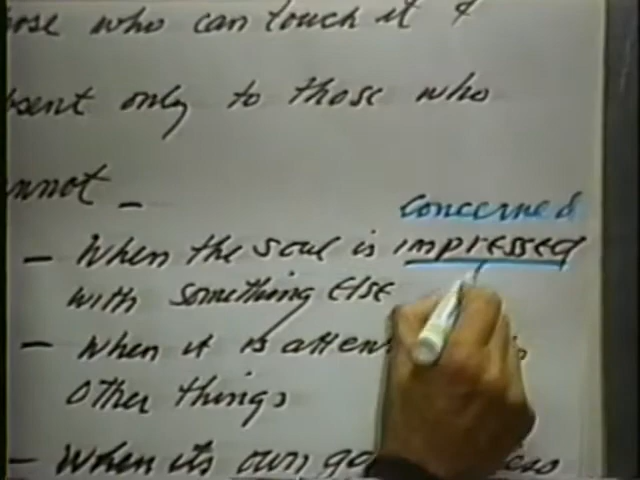 ose who can touch it &
sent only to those who
nnot –
concerned
– When the soul is impressed
with something else
– When it is atten
other things
– When its own go